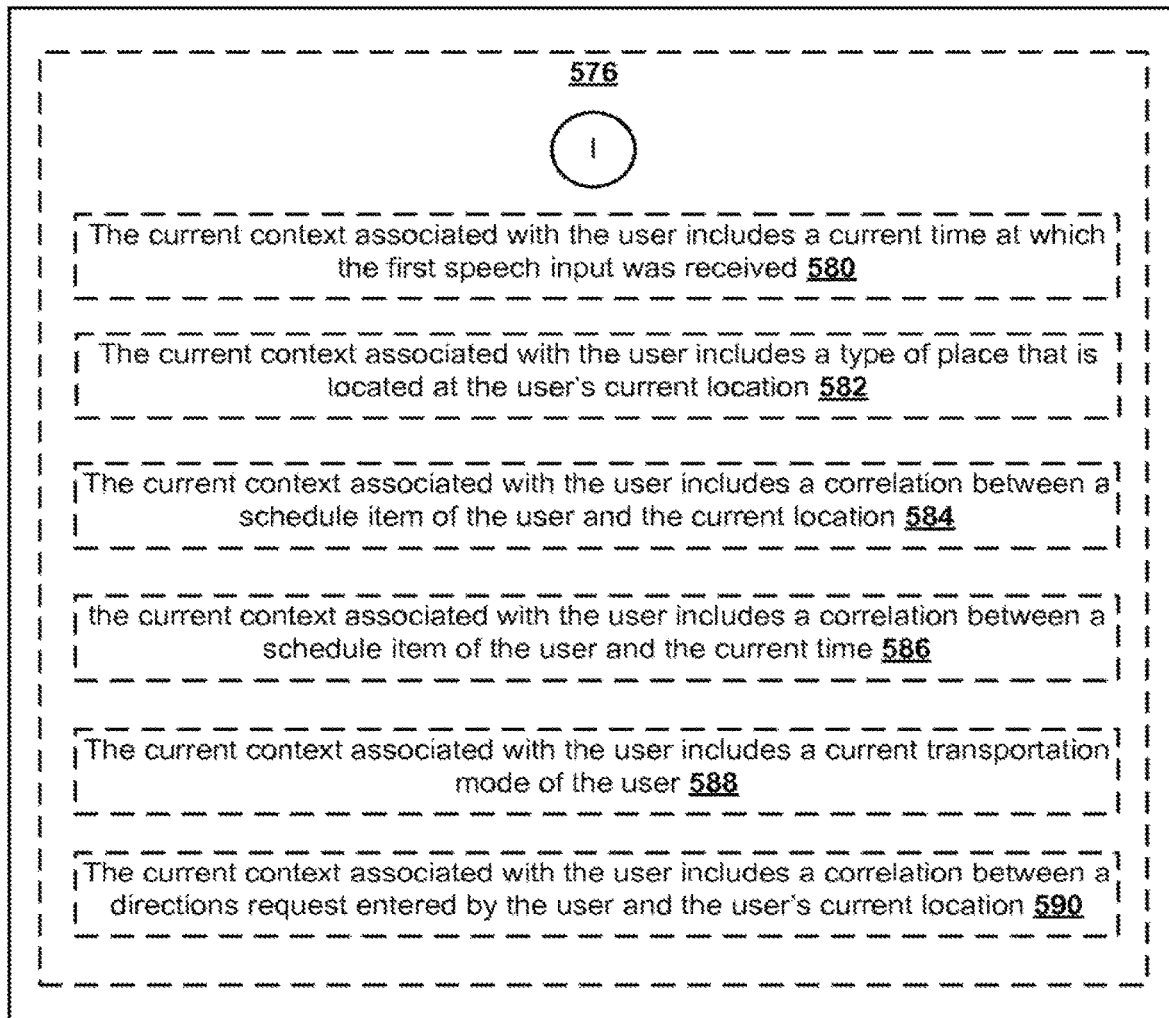 576
I
The current context associated with the user includes a current time at which
the first speech input was received 580
The current context associated with the user includes a type of place that is
located at the user's current location 582
The current context associated with the user includes a correlation between a
schedule item of the user and the current location 584
the current context associated with the user includes a correlation between a
schedule item of the user and the current time 586
The current context associated with the user includes a current transportation
mode of the user 588
The current context associated with the user includes a correlation between a
directions request entered by the user and the user's current location 590